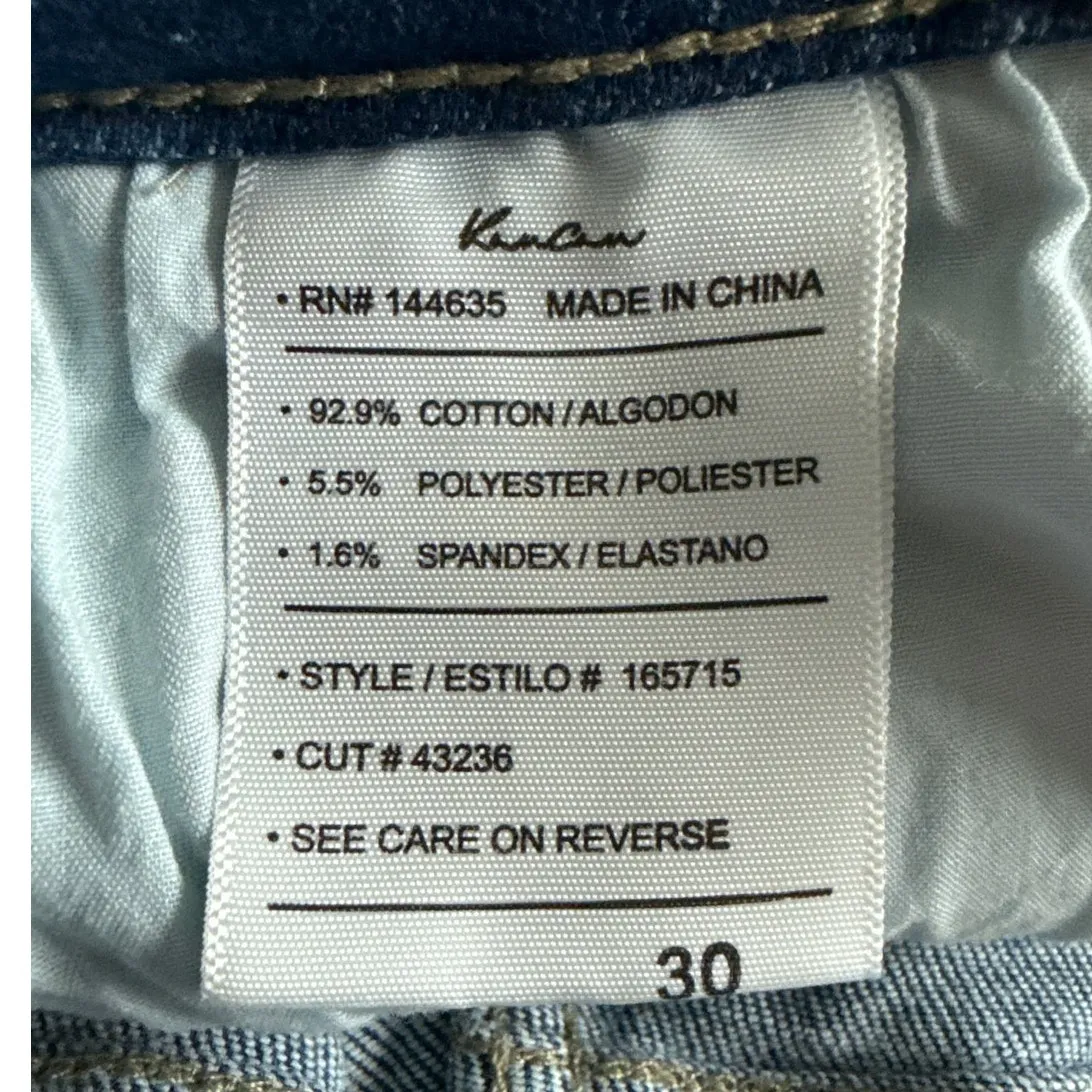 KanCan
• RN# 144635 MADE IN CHINA
• 92.9% COTTON / ALGODON
• 5.5% POLYESTER / POLIESTER
• 1.6% SPANDEX / ELASTANO
• STYLE / ESTILO # 165715
• CUT # 43236
• SEE CARE ON REVERSE
30